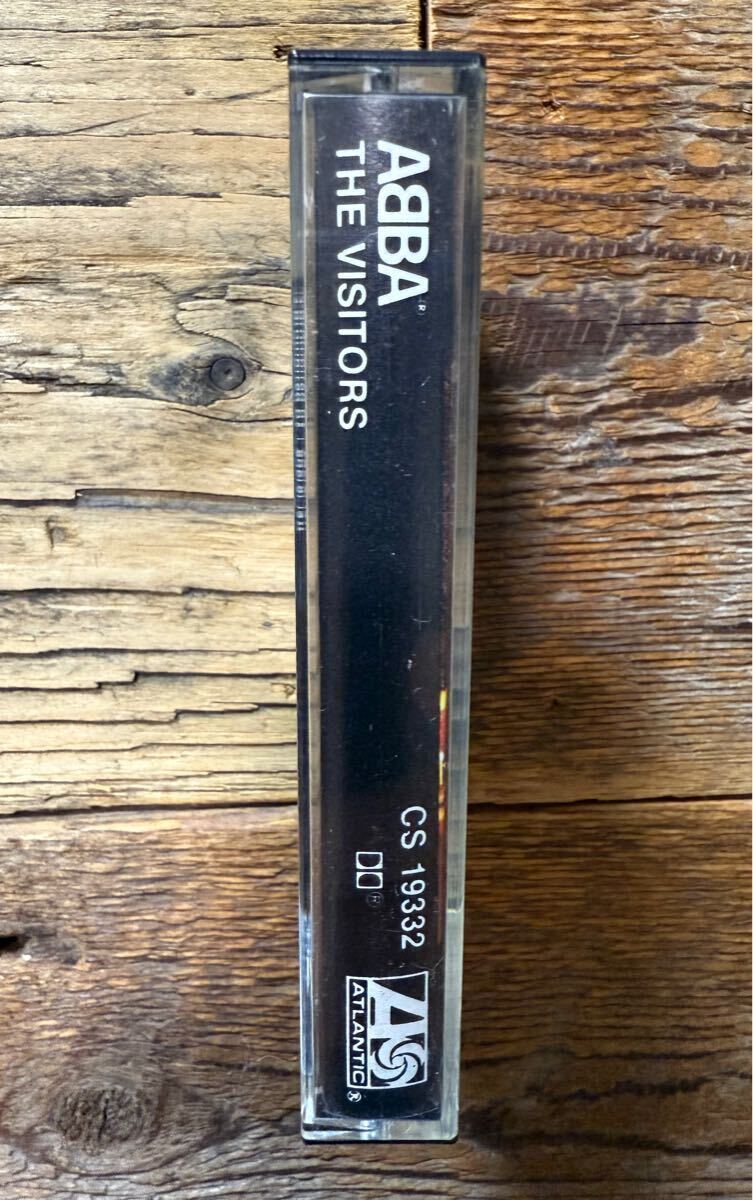 ABBA®
THE VISITORS
CS 19332
®
ATLANTIC®